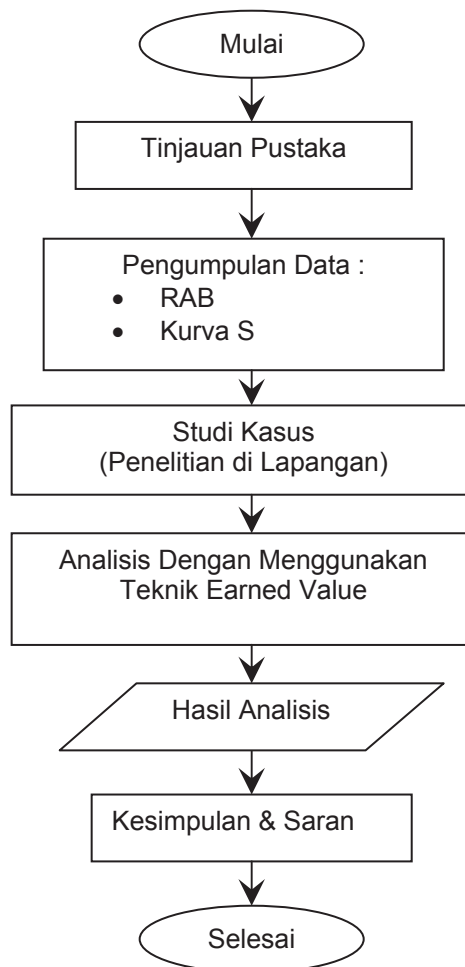 Mulai
Tinjauan Pustaka
Pengumpulan Data :
• RAB
• Kurva S
Studi Kasus
(Penelitian di Lapangan)
Analisis Dengan Menggunakan
Teknik Earned Value
Hasil Analisis
Kesimpulan & Saran
Selesai